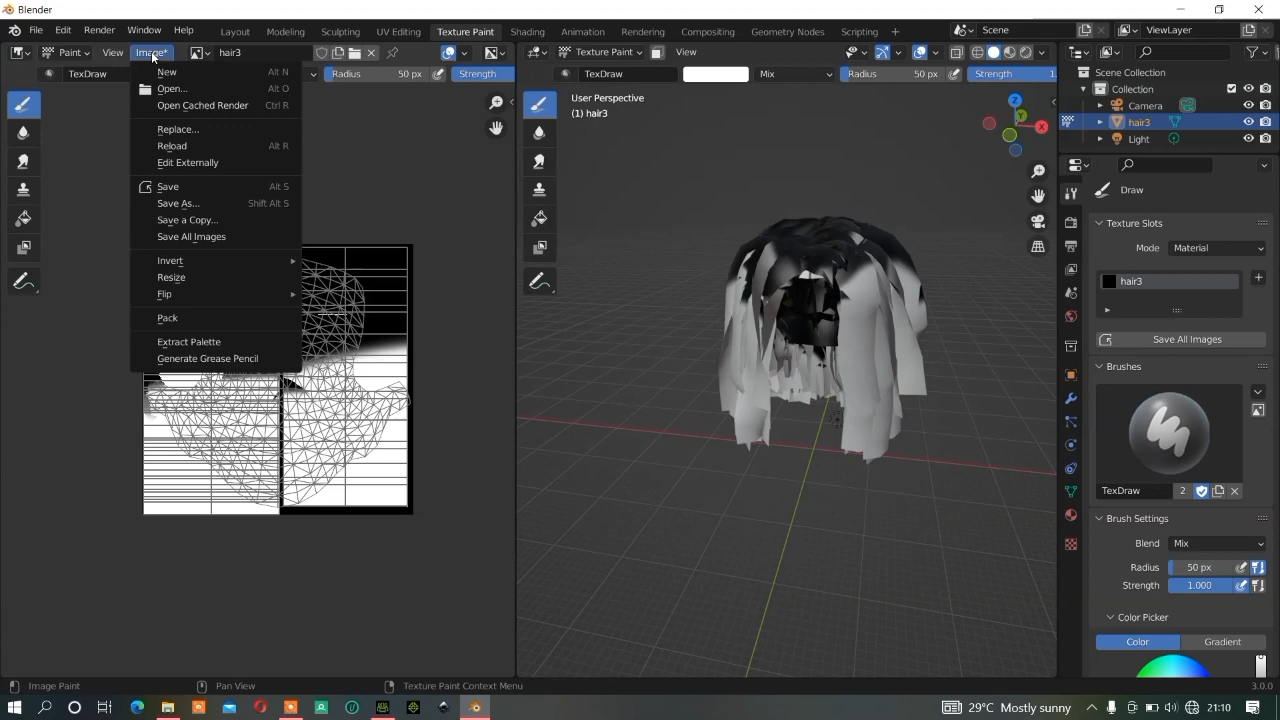 Blender
File Edit Render Window Help
Layout Modeling Sculpting UV Editing Texture Paint Shading Animation Rendering Compositing Geometry Nodes Scripting +
Scene
ViewLayer
Paint View Image* hair3
Texture Paint View
TexDraw Radius 50 px Strength
TexDraw Mix Radius 50 px Strength 1.
New Alt N
Open... Alt O
Open Cached Render Ctrl R
Replace...
Reload Alt R
Edit Externally
Save Alt S
Save As... Shift Alt S
Save a Copy...
Save All Images
Invert
Resize
Flip
Pack
Extract Palette
Generate Grease Pencil
User Perspective
(1) hair3
Z
Y
X
Scene Collection
Collection
Camera
hair3
Light
Draw
Texture Slots
Mode Material
hair3
Save All Images
Brushes
TexDraw 2
Brush Settings
Blend Mix
Radius 50 px
Strength 1.000
Color Picker
Color Gradient
Image Paint Pan View Texture Paint Context Menu 3.0.0
29°C Mostly sunny 21:10